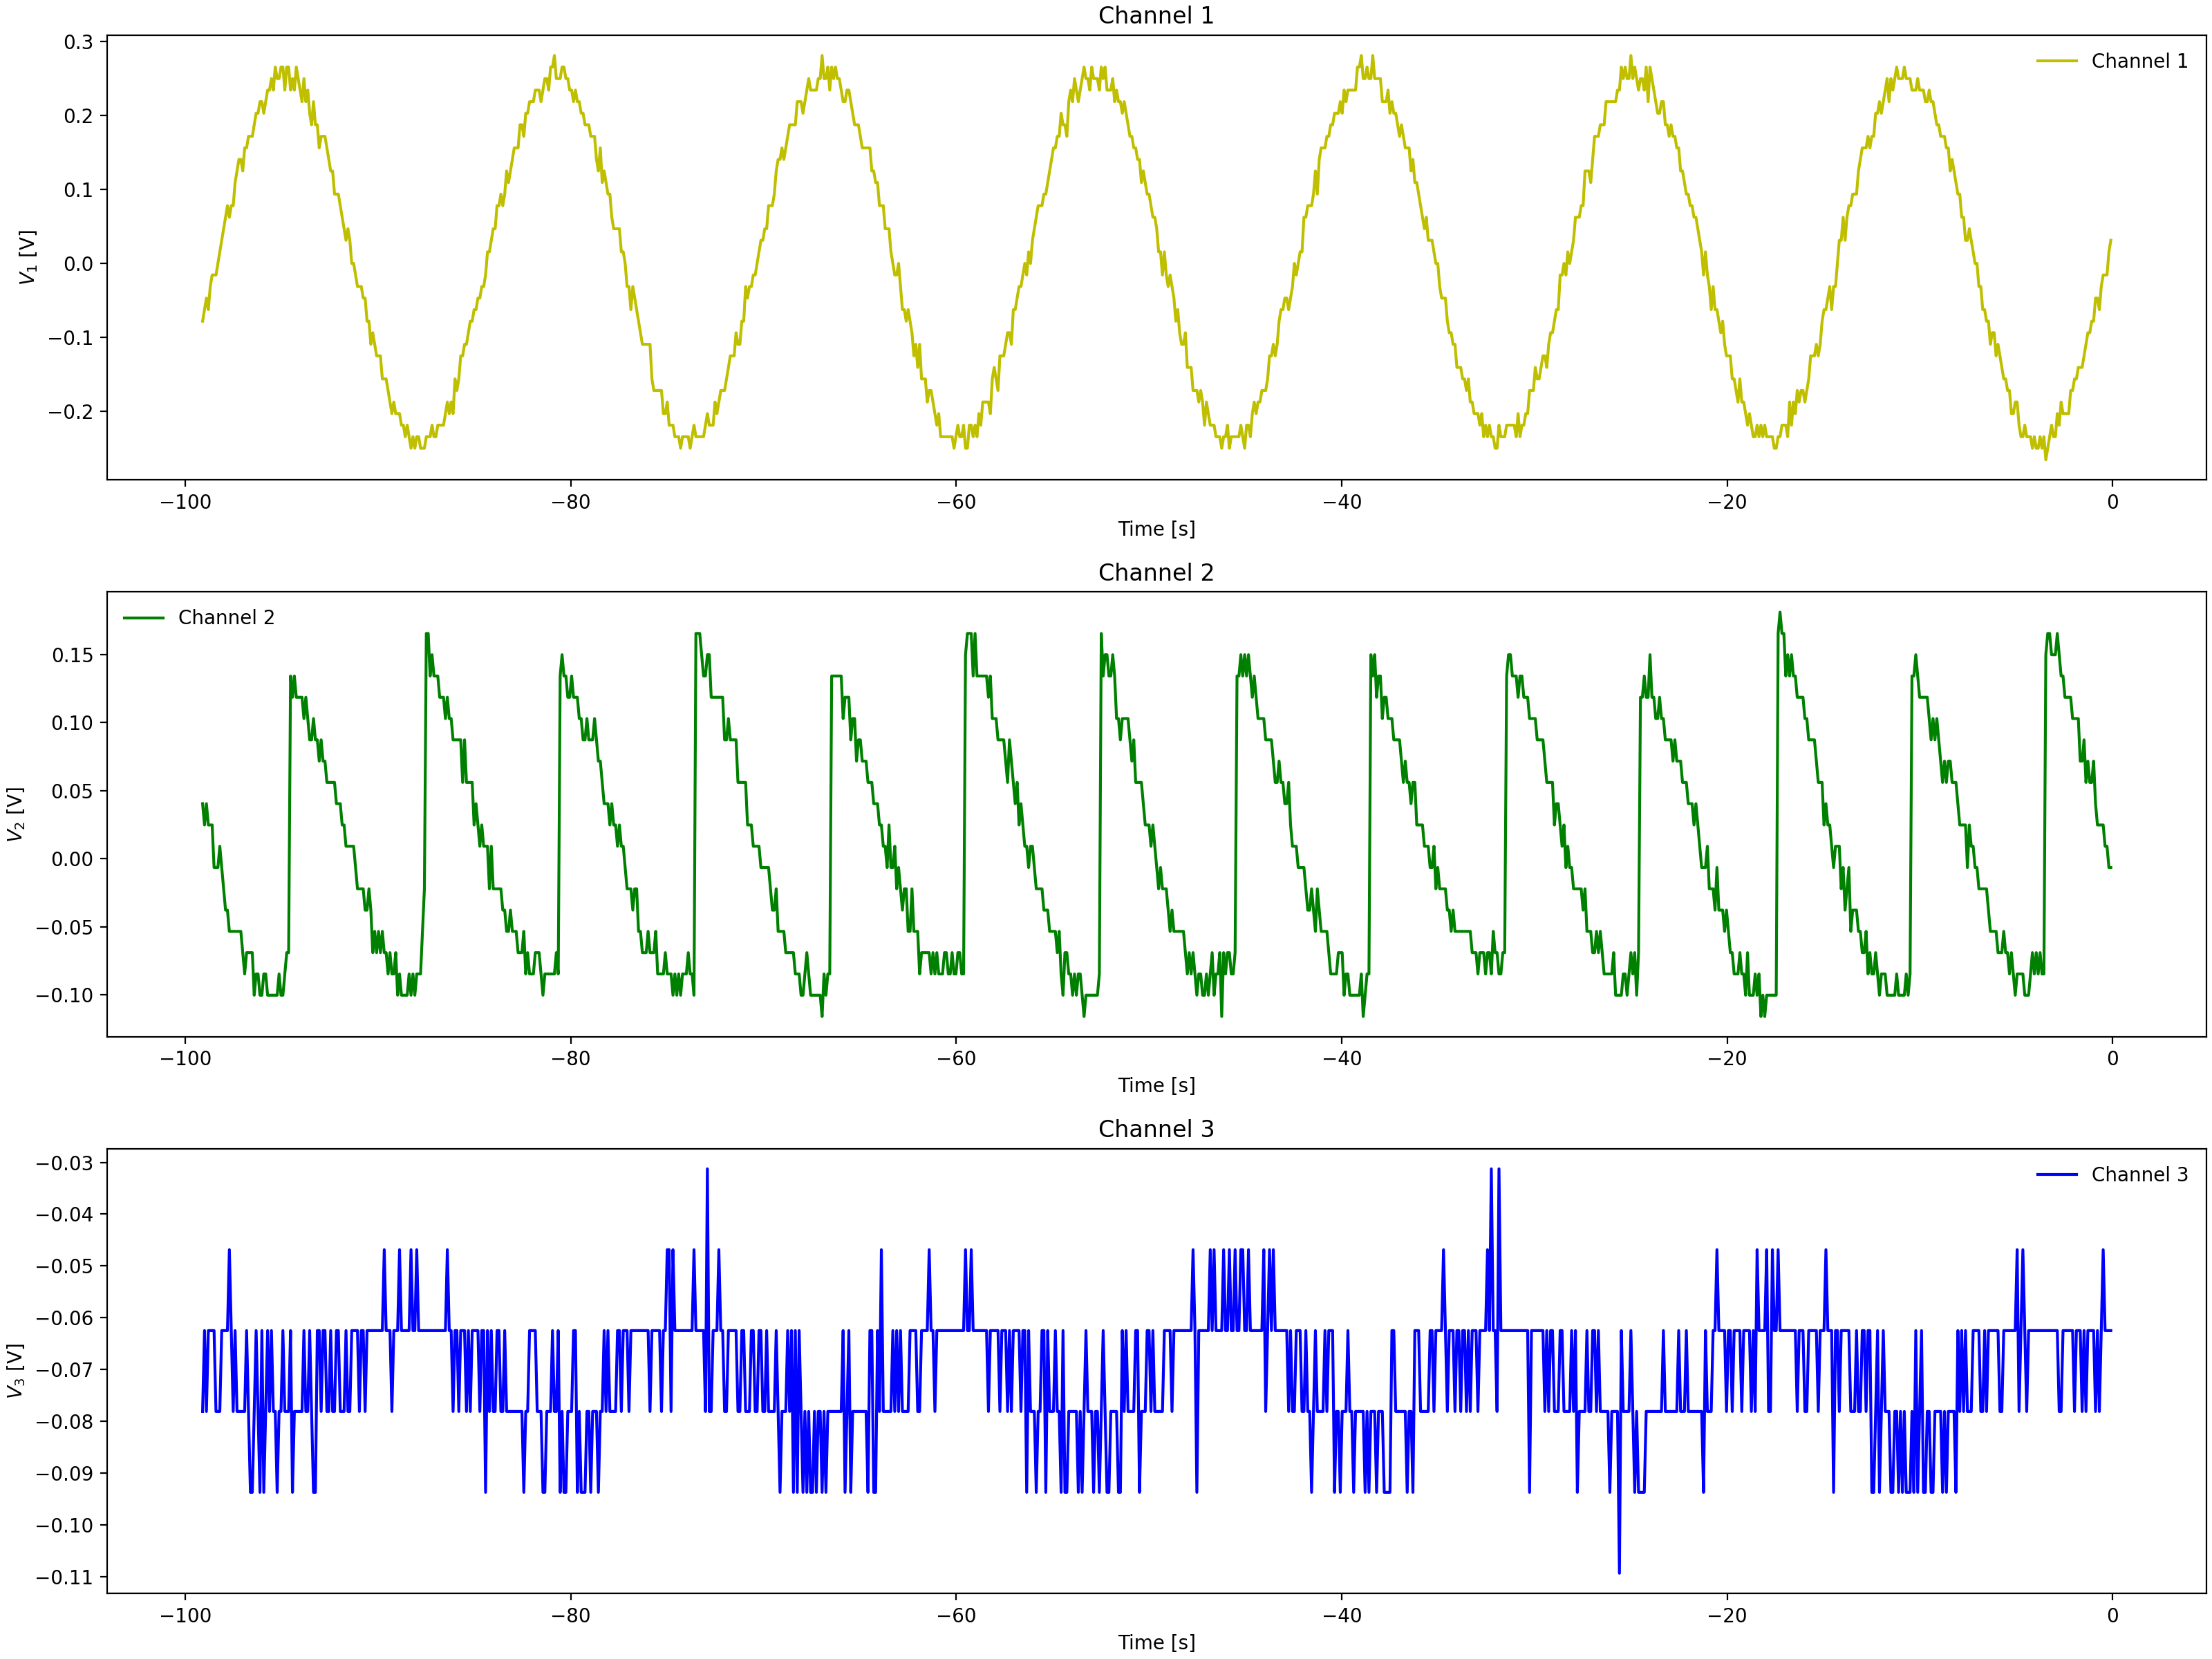 Channel 1
Channel 1
0.3
0.2
0.1
0.0
−0.1
−0.2
V₁ [V]
−100 −80 −60 −40 −20 0
Time [s]
Channel 2
Channel 2
0.15
0.10
0.05
0.00
−0.05
−0.10
V₂ [V]
−100 −80 −60 −40 −20 0
Time [s]
Channel 3
Channel 3
−0.03
−0.04
−0.05
−0.06
−0.07
−0.08
−0.09
−0.10
−0.11
V₃ [V]
−100 −80 −60 −40 −20 0
Time [s]